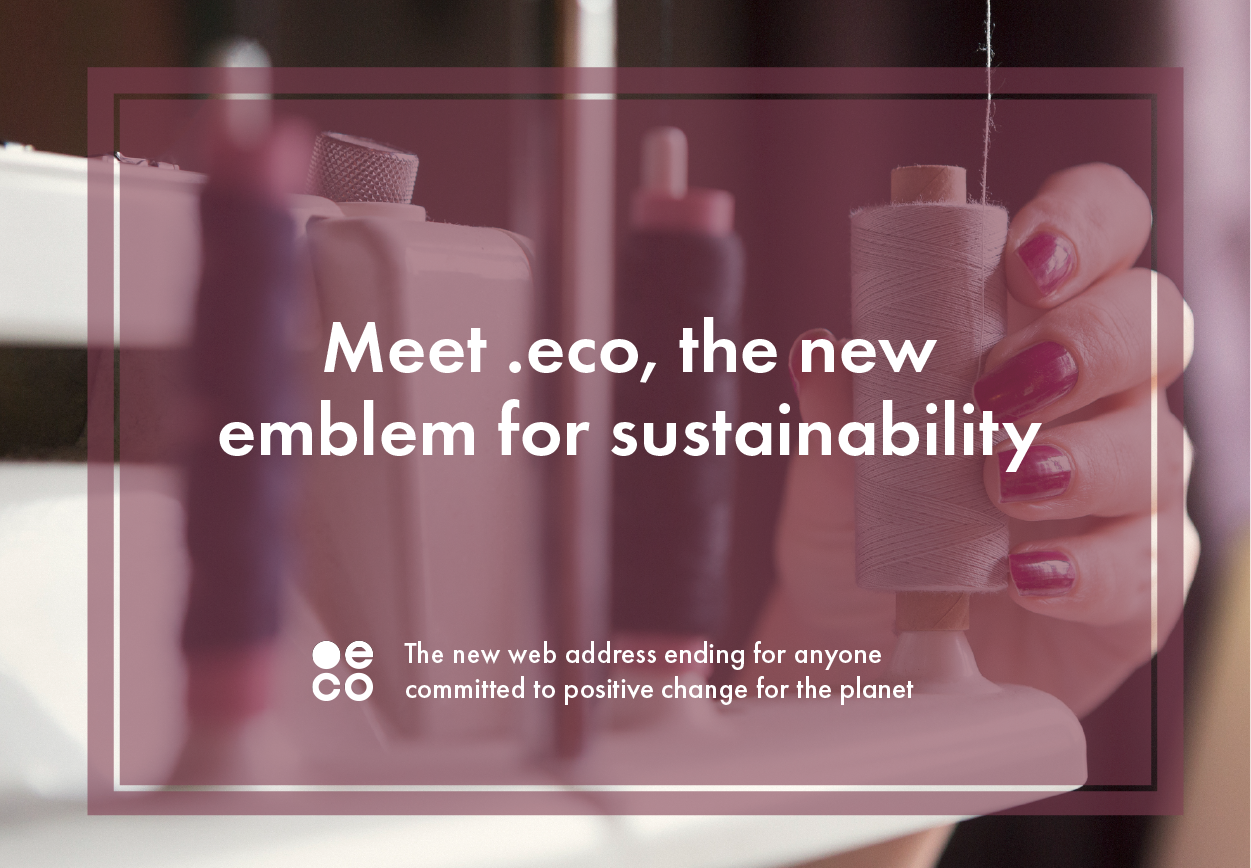 Meet .eco, the new
emblem for sustainability
.eco
The new web address ending for anyone
committed to positive change for the planet